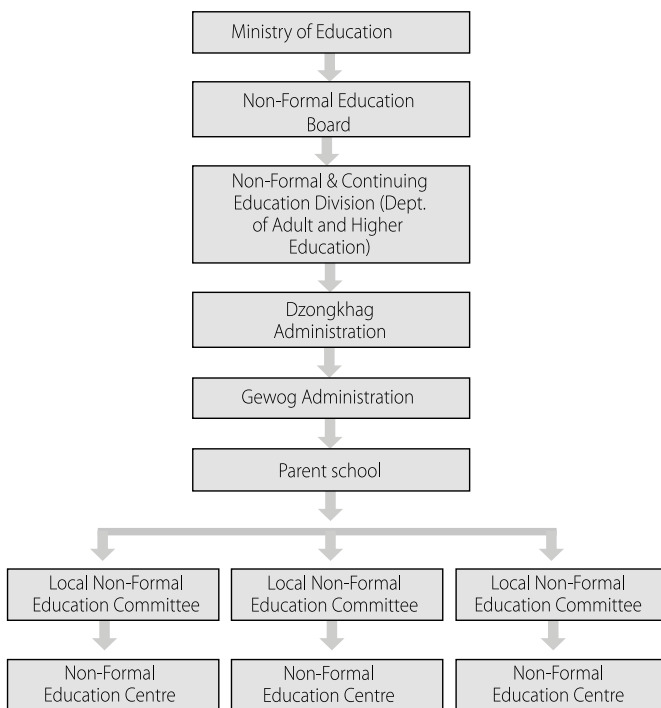 Ministry of Education
Non-Formal Education
Board
Non-Formal & Continuing
Education Division (Dept.
of Adult and Higher
Education)
Dzongkhag
Administration
Gewog Administration
Parent school
Local Non-Formal
Education Committee
Local Non-Formal
Education Committee
Local Non-Formal
Education Committee
Non-Formal
Education Centre
Non-Formal
Education Centre
Non-Formal
Education Centre